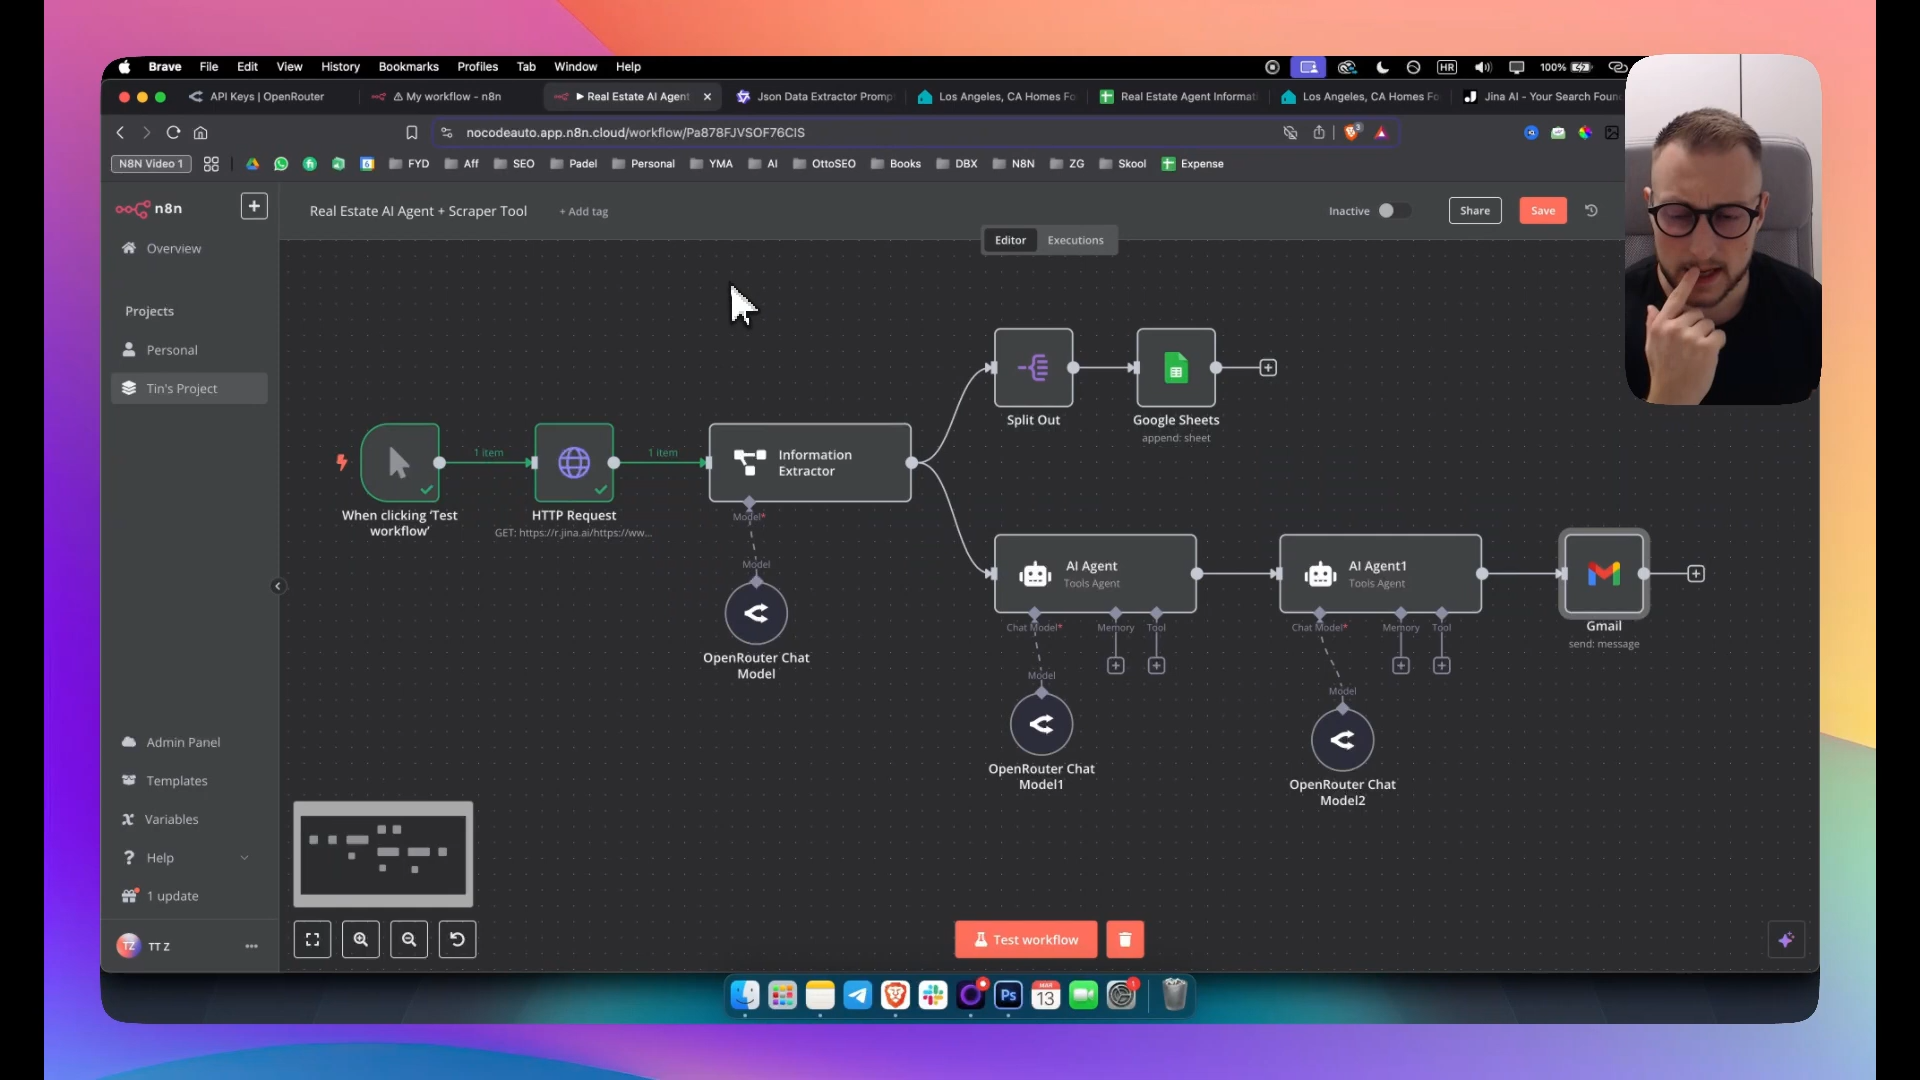 Brave File Edit View History Bookmarks Profiles Tab Window Help HR 100%
API Keys | OpenRouter
My workflow - n8n
Real Estate AI Agent
Json Data Extractor Promp
Los Angeles, CA Homes Fo
Real Estate Agent Informati
Los Angeles, CA Homes Fo
Jina AI - Your Search Foun
nocodeauto.app.n8n.cloud/workflow/Pa878FJVSOF76CIS
N8N Video 1 FYD Aff SEO Padel Personal YMA AI OttoSEO Books DBX N8N ZG Skool Expense
n8n
Real Estate AI Agent + Scraper Tool
+ Add tag
Inactive
Share
Save
Editor
Executions
Overview
Projects
Personal
Tin's Project
Split Out
Google Sheets
append: sheet
1 item
1 item
Information
Extractor
When clicking 'Test
workflow'
HTTP Request
GET: https://r.jina.ai/https://ww...
Model*
Model
OpenRouter Chat
Model
AI Agent
Tools Agent
Chat Model*
Memory
Tool
Model
OpenRouter Chat
Model1
AI Agent1
Tools Agent
Chat Model*
Memory
Tool
Model
OpenRouter Chat
Model2
Gmail
send: message
Admin Panel
Templates
Variables
Help
1 update
TZ TT Z
Test workflow
Ps
MAR
13
1